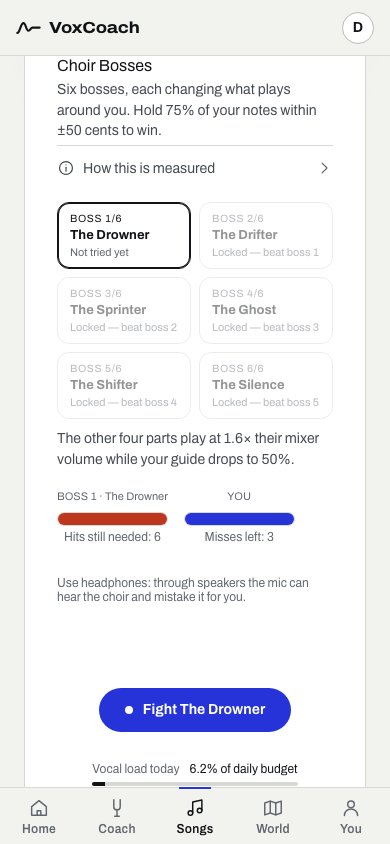 VoxCoach
D
Choir Bosses
Six bosses, each changing what plays
around you. Hold 75% of your notes within
±50 cents to win.
How this is measured
BOSS 1/6
The Drowner
Not tried yet
BOSS 2/6
The Drifter
Locked — beat boss 1
BOSS 3/6
The Sprinter
Locked — beat boss 2
BOSS 4/6
The Ghost
Locked — beat boss 3
BOSS 5/6
The Shifter
Locked — beat boss 4
BOSS 6/6
The Silence
Locked — beat boss 5
The other four parts play at 1.6× their mixer
volume while your guide drops to 50%.
BOSS 1 · The Drowner
YOU
Hits still needed: 6
Misses left: 3
Use headphones: through speakers the mic can
hear the choir and mistake it for you.
Fight The Drowner
Vocal load today 6.2% of daily budget
Home
Coach
Songs
World
You